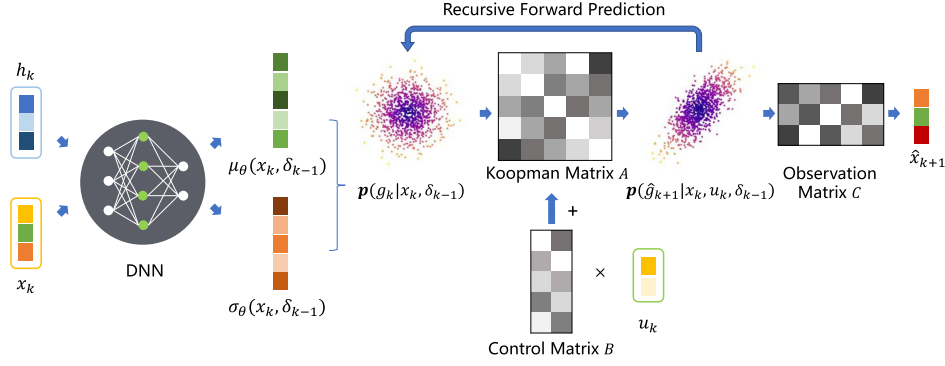 Recursive Forward Prediction
h_k
x_k
DNN
μ_θ(x_k, δ_{k−1})
σ_θ(x_k, δ_{k−1})
p(g_k|x_k, δ_{k−1})
Koopman Matrix A
+
×
u_k
Control Matrix B
p(ĝ_{k+1}|x_k, u_k, δ_{k−1})
Observation
Matrix C
x̂_{k+1}